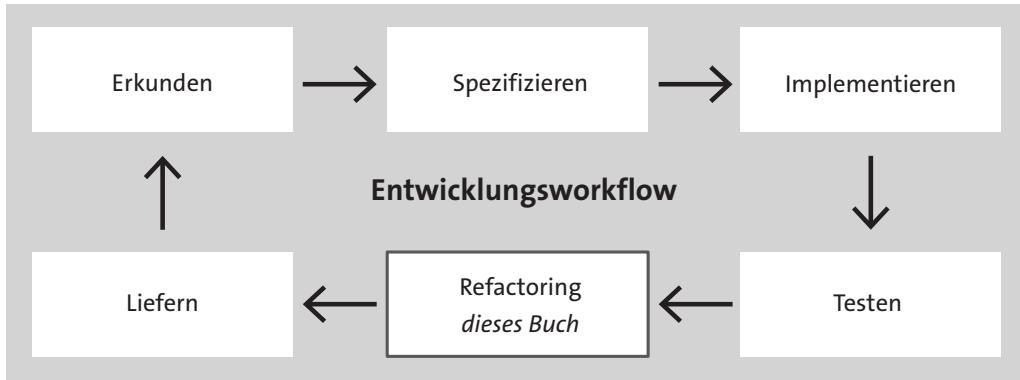 Erkunden
Spezifizieren
Implementieren
Entwicklungsworkflow
Liefern
Refactoring
dieses Buch
Testen